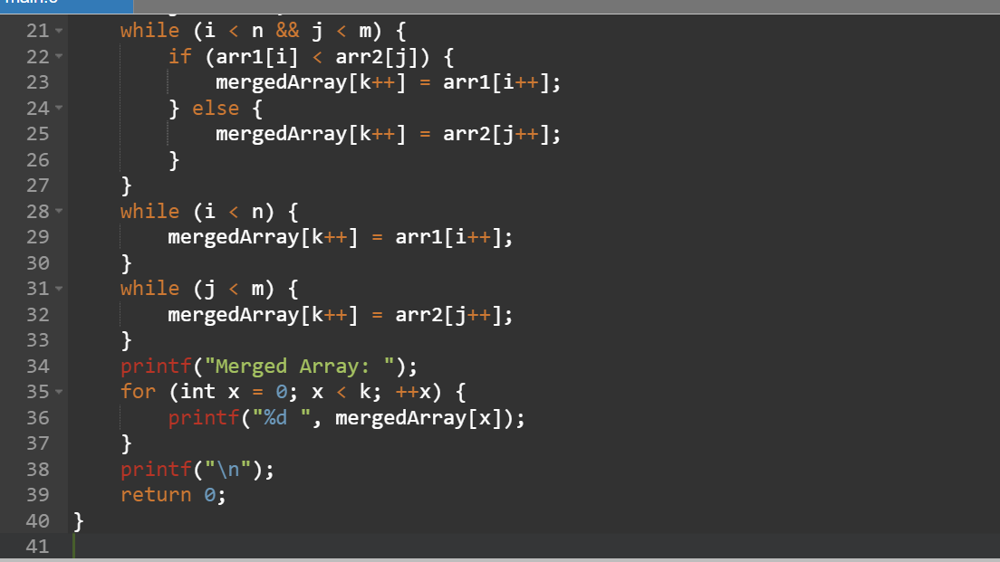 21 while (i < n && j < m) {
22 if (arr1[i] < arr2[j]) {
23 mergedArray[k++] = arr1[i++];
24 } else {
25 mergedArray[k++] = arr2[j++];
26 }
27 }
28 while (i < n) {
29 mergedArray[k++] = arr1[i++];
30 }
31 while (j < m) {
32 mergedArray[k++] = arr2[j++];
33 }
34 printf("Merged Array: ");
35 for (int x = 0; x < k; ++x) {
36 printf("%d ", mergedArray[x]);
37 }
38 printf("\n");
39 return 0;
40 }
41